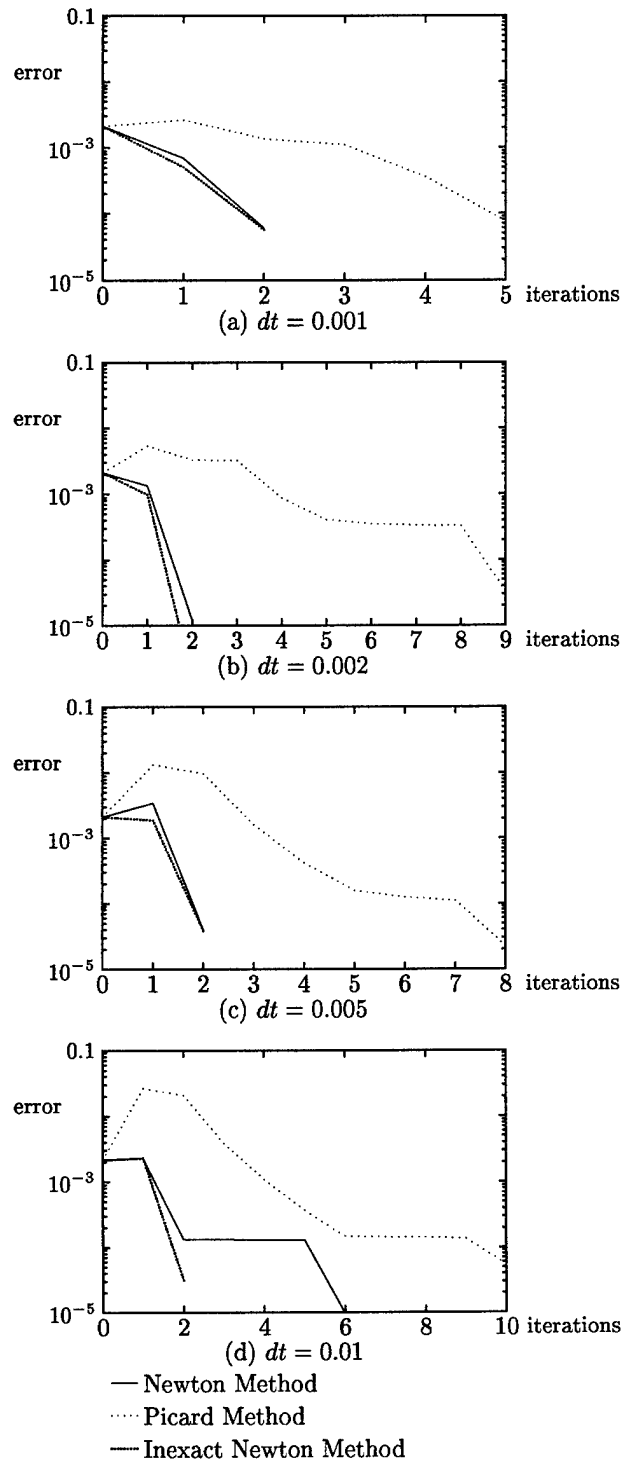 0.1
error
10⁻³
10⁻⁵
0 1 2 3 4 5 iterations
(a) dt = 0.001
0.1
error
10⁻³
10⁻⁵
0 1 2 3 4 5 6 7 8 9 iterations
(b) dt = 0.002
0.1
error
10⁻³
10⁻⁵
0 1 2 3 4 5 6 7 8 iterations
(c) dt = 0.005
0.1
error
10⁻³
10⁻⁵
0 2 4 6 8 10 iterations
(d) dt = 0.01
Newton Method
Picard Method
Inexact Newton Method